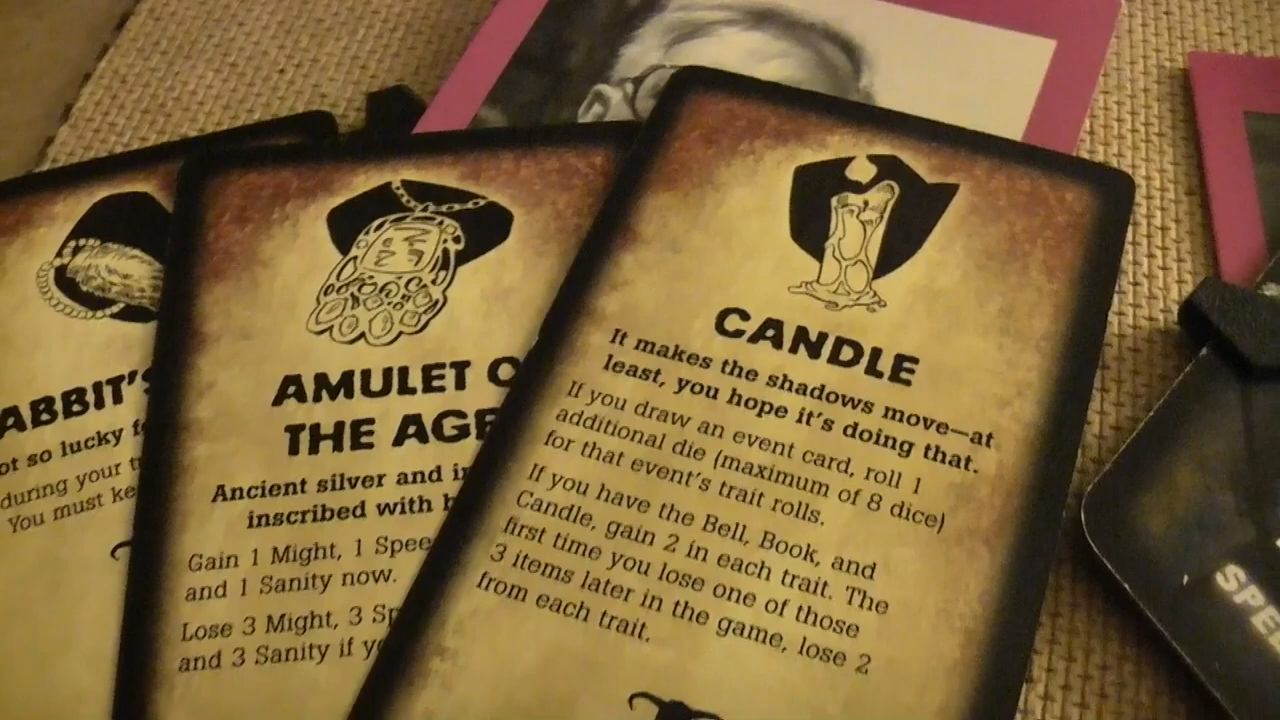 ABBIT'S
ot so lucky f
during your t
You must ke
AMULET O
THE AGE
Ancient silver and i
inscribed with
Gain 1 Might, 1 Spee
and 1 Sanity now.
Lose 3 Might, 3 Sp
and 3 Sanity if y
CANDLE
It makes the shadows move—at
least, you hope it's doing that.
If you draw an event card, roll 1
additional die (maximum of 8 dice)
for that event's trait rolls.
If you have the Bell, Book, and
Candle, gain 2 in each trait. The
first time you lose one of those
3 items later in the game, lose 2
from each trait.
SPE